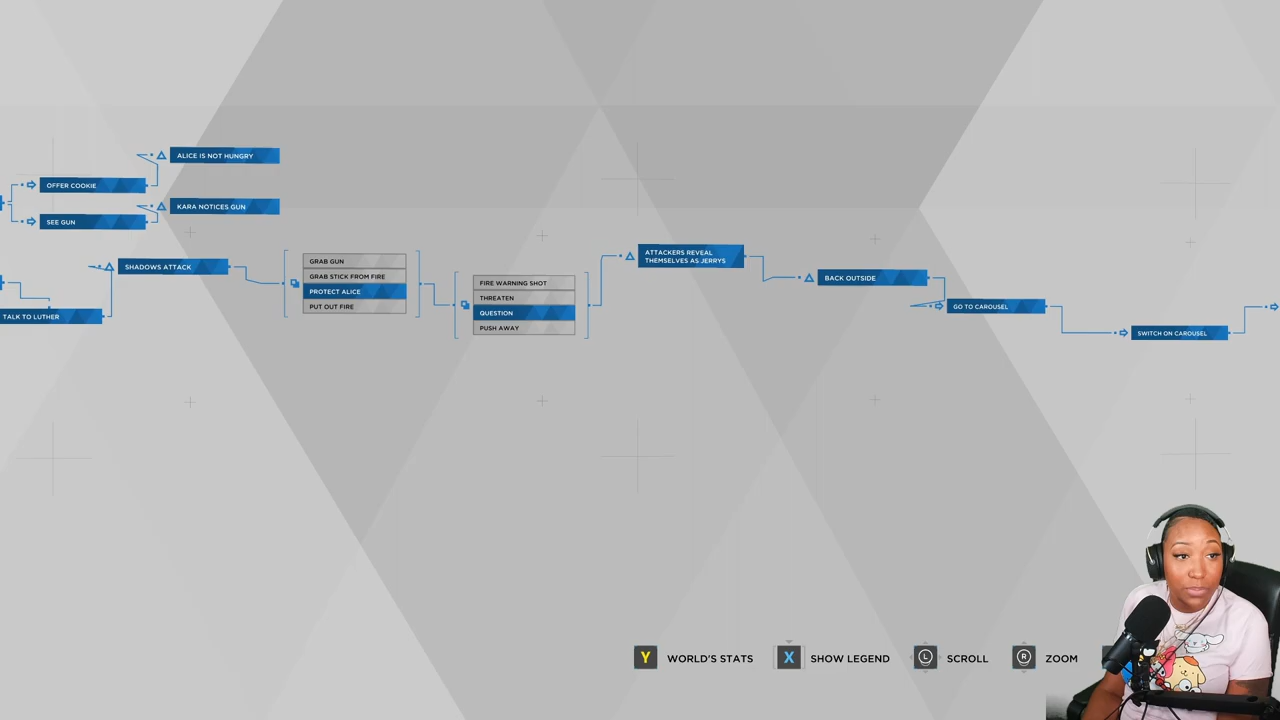 ALICE IS NOT HUNGRY
OFFER COOKIE
KARA NOTICES GUN
SEE GUN
SHADOWS ATTACK
TALK TO LUTHER
GRAB GUN
GRAB STICK FROM FIRE
PROTECT ALICE
PUT OUT FIRE
FIRE WARNING SHOT
THREATEN
QUESTION
PUSH AWAY
ATTACKERS REVEAL
THEMSELVES AS JERRYS
BACK OUTSIDE
GO TO CAROUSEL
SWITCH ON CAROUSEL
Y WORLD'S STATS
X SHOW LEGEND
L SCROLL
R ZOOM